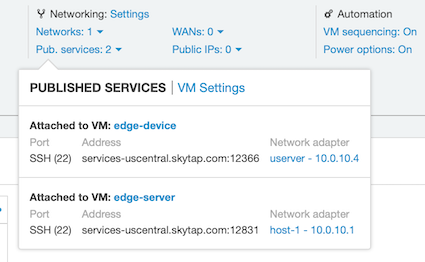 Networking: Settings
Automation
Networks: 1 WANs: 0
VM sequencing: On
Pub. services: 2 Public IPs: 0
Power options: On
PUBLISHED SERVICES | VM Settings
Attached to VM: edge-device
Port Address Network adapter
SSH (22) services-uscentral.skytap.com:12366 userver - 10.0.10.4
Attached to VM: edge-server
Port Address Network adapter
SSH (22) services-uscentral.skytap.com:12831 host-1 - 10.0.10.1